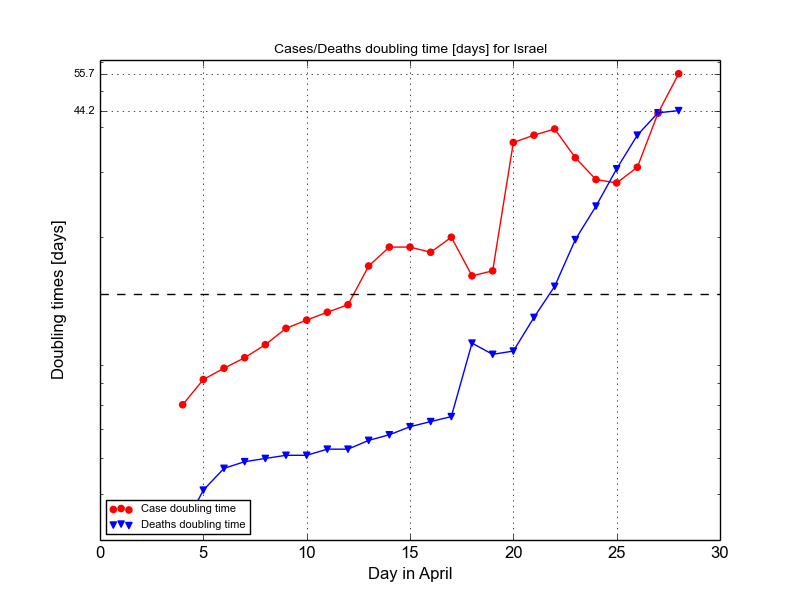 Cases/Deaths doubling time [days] for Israel
55.7
44.2
Doubling times [days]
Case doubling time
Deaths doubling time
0 5 10 15 20 25 30
Day in April